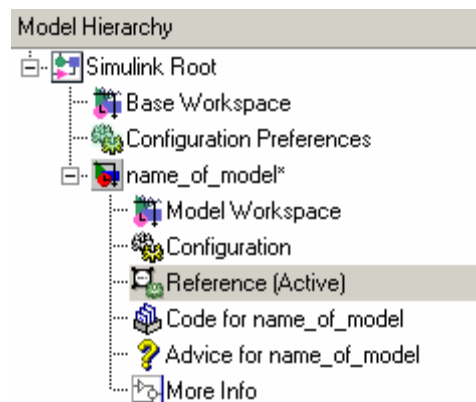 Model Hierarchy
Simulink Root
Base Workspace
Configuration Preferences
name_of_model*
Model Workspace
Configuration
Reference (Active)
Code for name_of_model
Advice for name_of_model
More Info